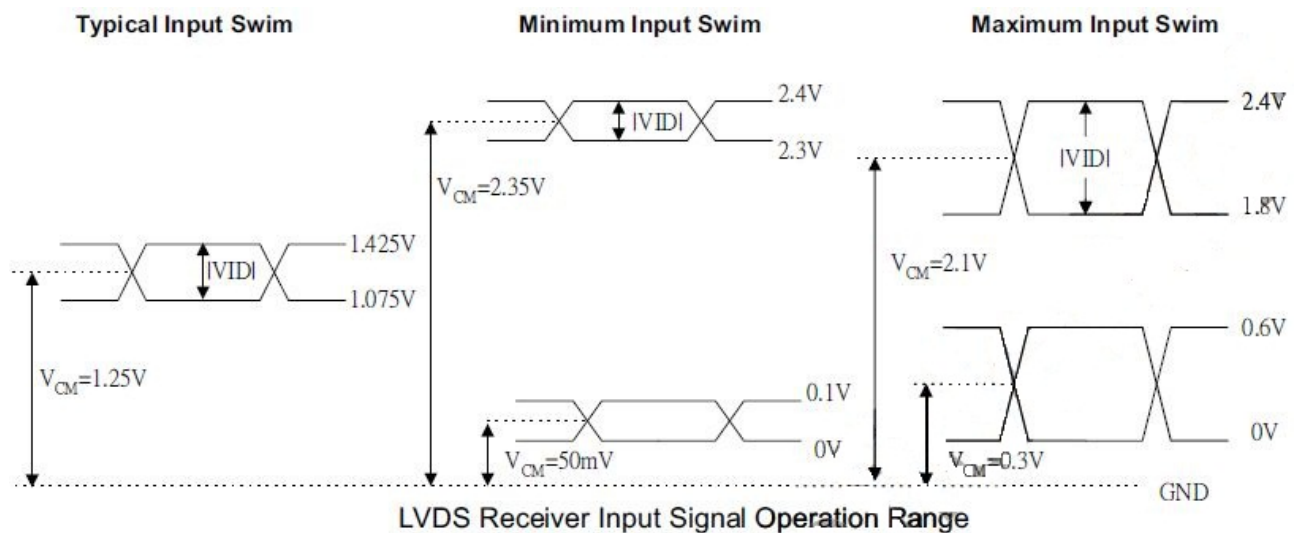 Typical Input Swim
Minimum Input Swim
Maximum Input Swim
2.4V
|VID|
2.3V
V_CM=2.35V
2.4V
|VID|
1.8V
V_CM=2.1V
1.425V
|VID|
1.075V
V_CM=1.25V
0.1V
0V
V_CM=50mV
0.6V
0V
V_CM=0.3V
GND
LVDS Receiver Input Signal Operation Range